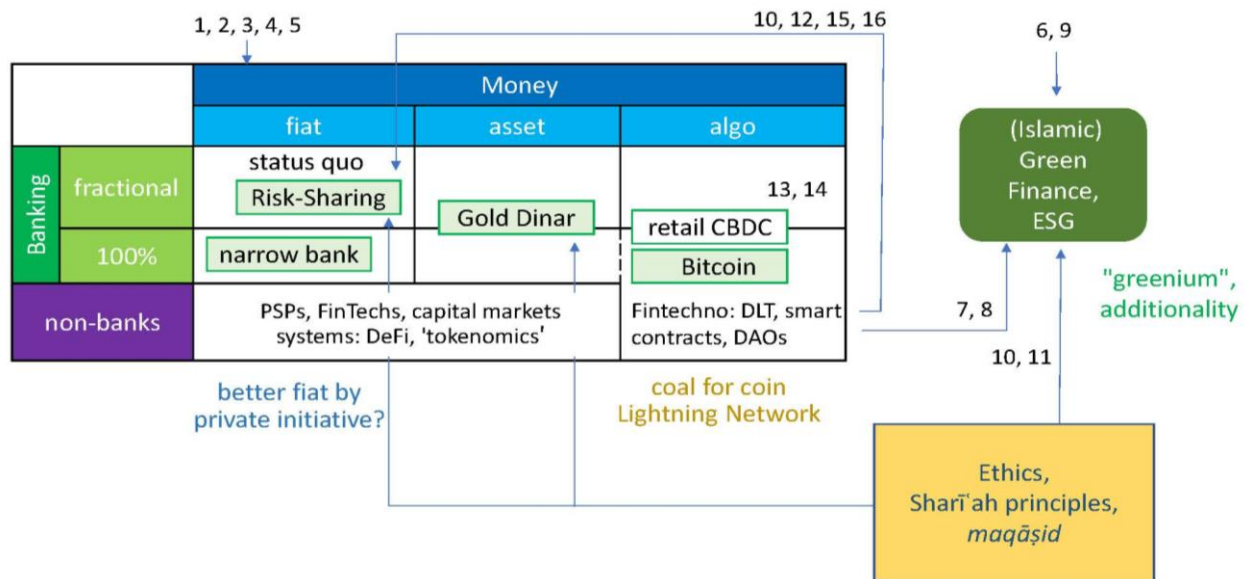 1, 2, 3, 4, 5
10, 12, 15, 16
6, 9
Money
fiat
asset
algo
Banking
fractional
status quo
Risk-Sharing
Gold Dinar
13, 14
retail CBDC
100%
narrow bank
Bitcoin
non-banks
PSPs, FinTechs, capital markets
systems: DeFi, 'tokenomics'
Fintechno: DLT, smart
contracts, DAOs
(Islamic)
Green
Finance,
ESG
7, 8
"greenium",
additionality
10, 11
better fiat by
private initiative?
coal for coin
Lightning Network
Ethics,
Sharīʿah principles,
maqāṣid